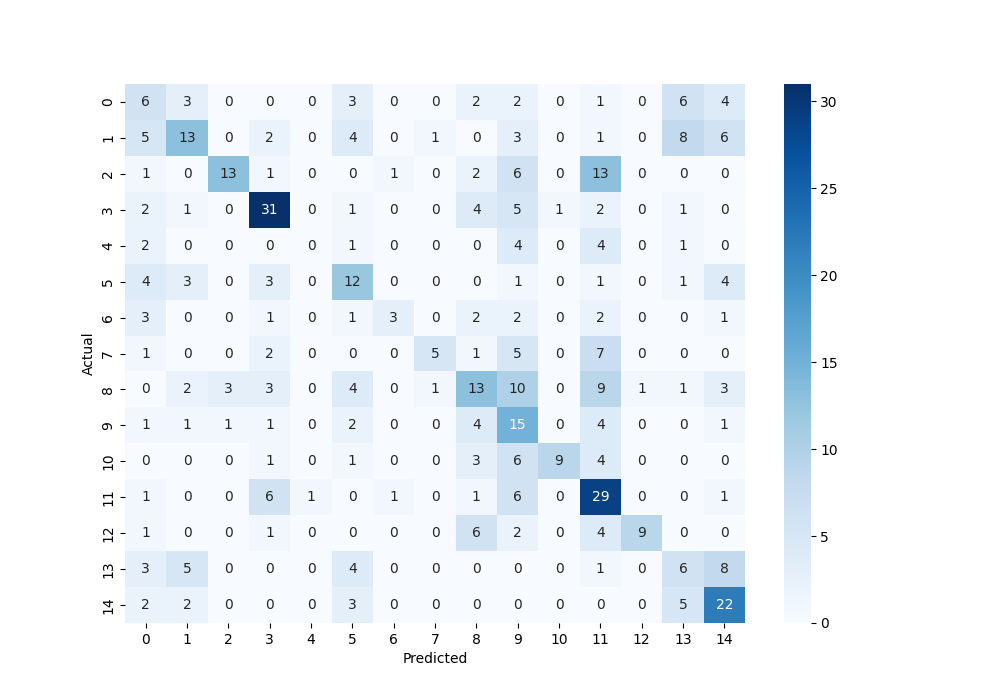 0 6 3 0 0 0 3 0 0 2 2 0 1 0 6 4
1 5 13 0 2 0 4 0 1 0 3 0 1 0 8 6
2 1 0 13 1 0 0 1 0 2 6 0 13 0 0 0
3 2 1 0 31 0 1 0 0 4 5 1 2 0 1 0
4 2 0 0 0 0 1 0 0 0 4 0 4 0 1 0
5 4 3 0 3 0 12 0 0 0 1 0 1 0 1 4
6 3 0 0 1 0 1 3 0 2 2 0 2 0 0 1
7 1 0 0 2 0 0 0 5 1 5 0 7 0 0 0
8 0 2 3 3 0 4 0 1 13 10 0 9 1 1 3
9 1 1 1 1 0 2 0 0 4 15 0 4 0 0 1
10 0 0 0 1 0 1 0 0 3 6 9 4 0 0 0
11 1 0 0 6 1 0 1 0 1 6 0 29 0 0 1
12 1 0 0 1 0 0 0 0 6 2 0 4 9 0 0
13 3 5 0 0 0 4 0 0 0 0 0 1 0 6 8
14 2 2 0 0 0 3 0 0 0 0 0 0 0 5 22
0 1 2 3 4 5 6 7 8 9 10 11 12 13 14
Predicted
Actual
30
25
20
15
10
5
0